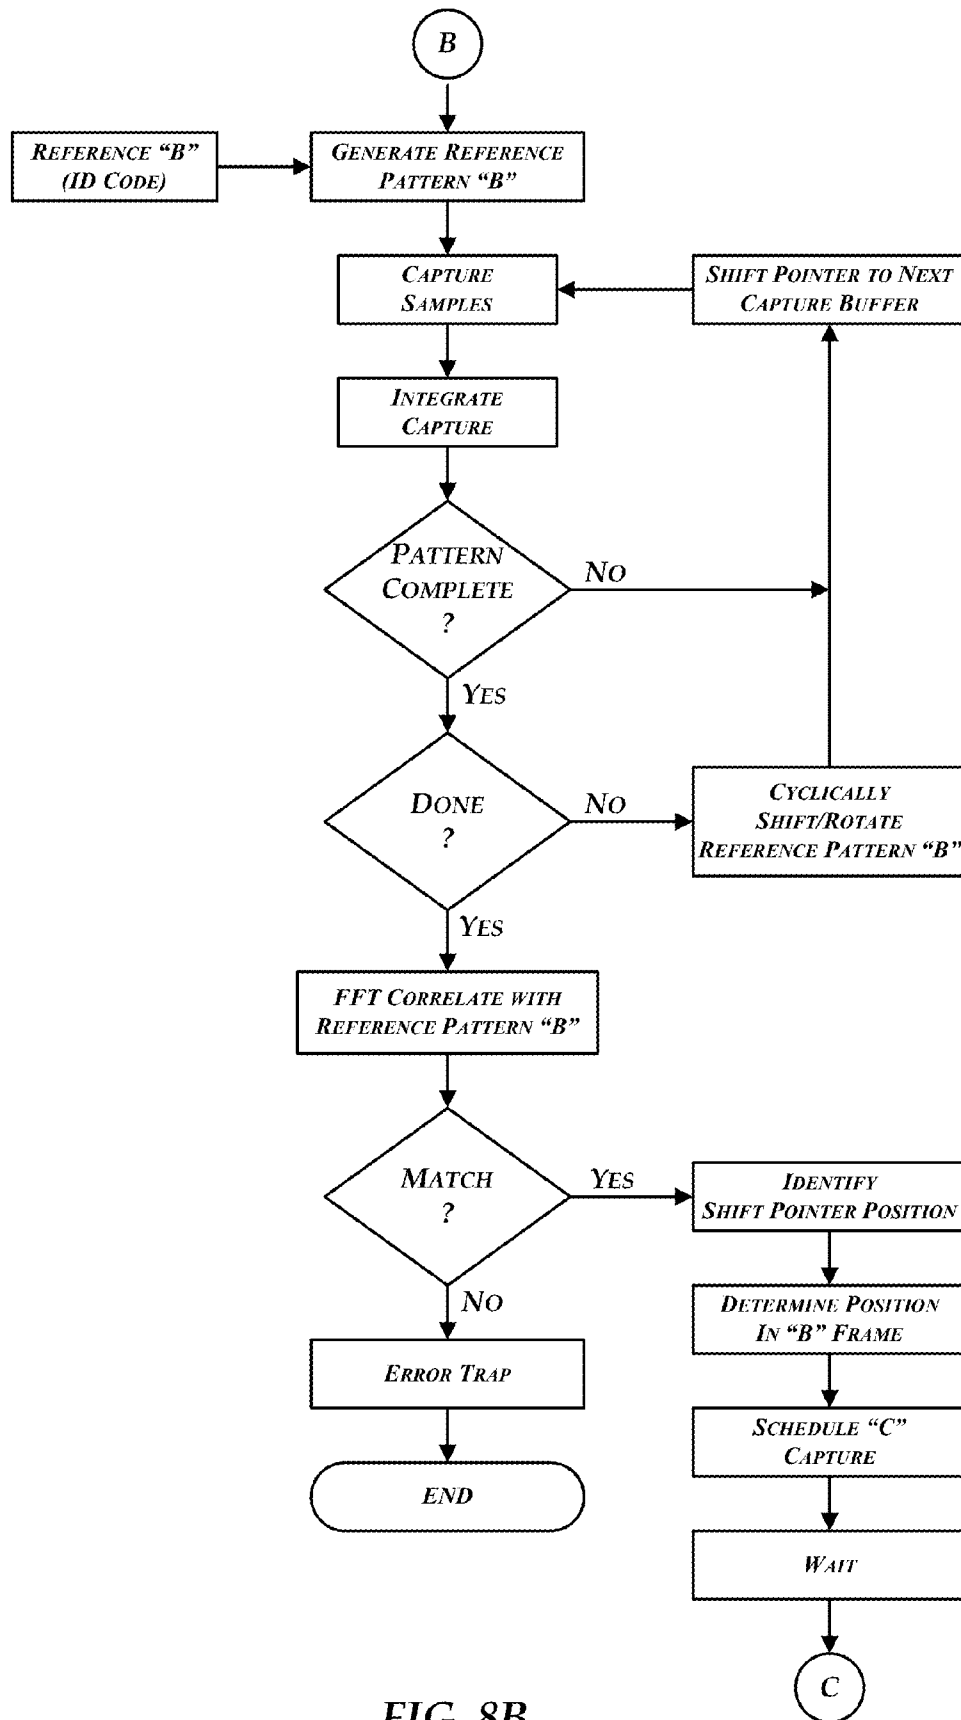 B
REFERENCE “B”
(ID CODE)
GENERATE REFERENCE
PATTERN “B”
CAPTURE
SAMPLES
SHIFT POINTER TO NEXT
CAPTURE BUFFER
INTEGRATE
CAPTURE
PATTERN
COMPLETE
?
NO
YES
DONE
?
NO
CYCLICALLY
SHIFT/ROTATE
REFERENCE PATTERN “B”
YES
FFT CORRELATE WITH
REFERENCE PATTERN “B”
MATCH
?
YES
IDENTIFY
SHIFT POINTER POSITION
NO
DETERMINE POSITION
IN “B” FRAME
ERROR TRAP
SCHEDULE “C”
CAPTURE
END
WAIT
C
FIG. 8B